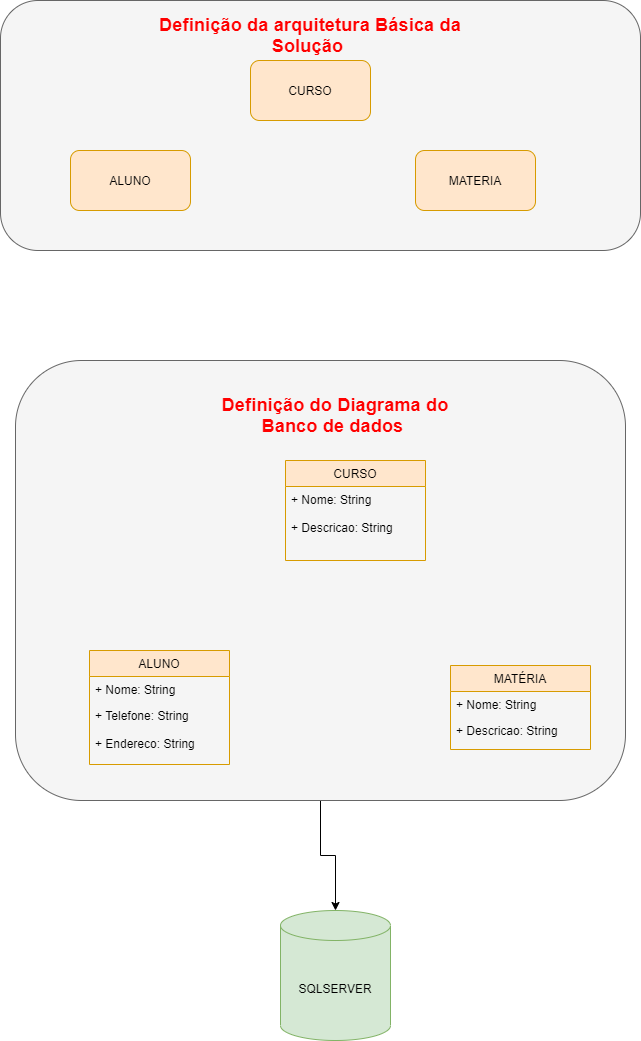 Definição da arquitetura Básica da
Solução
CURSO
ALUNO
MATERIA
Definição do Diagrama do
Banco de dados
CURSO
+ Nome: String
+ Descricao: String
ALUNO
+ Nome: String
+ Telefone: String
+ Endereco: String
MATÉRIA
+ Nome: String
+ Descricao: String
SQLSERVER